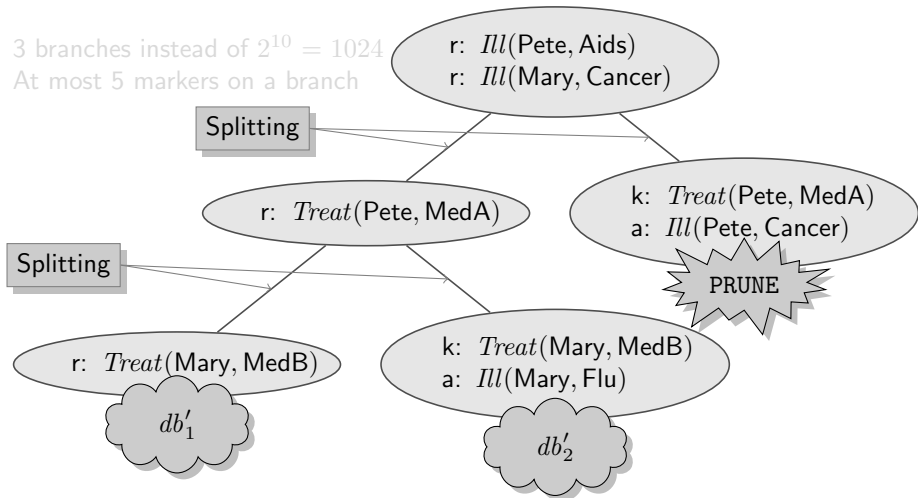 3 branches instead of 2^10 = 1024
At most 5 markers on a branch
r: Ill(Pete, Aids)
r: Ill(Mary, Cancer)
Splitting
r: Treat(Pete, MedA)
k: Treat(Pete, MedA)
a: Ill(Pete, Cancer)
PRUNE
Splitting
r: Treat(Mary, MedB)
k: Treat(Mary, MedB)
a: Ill(Mary, Flu)
db′₁
db′₂